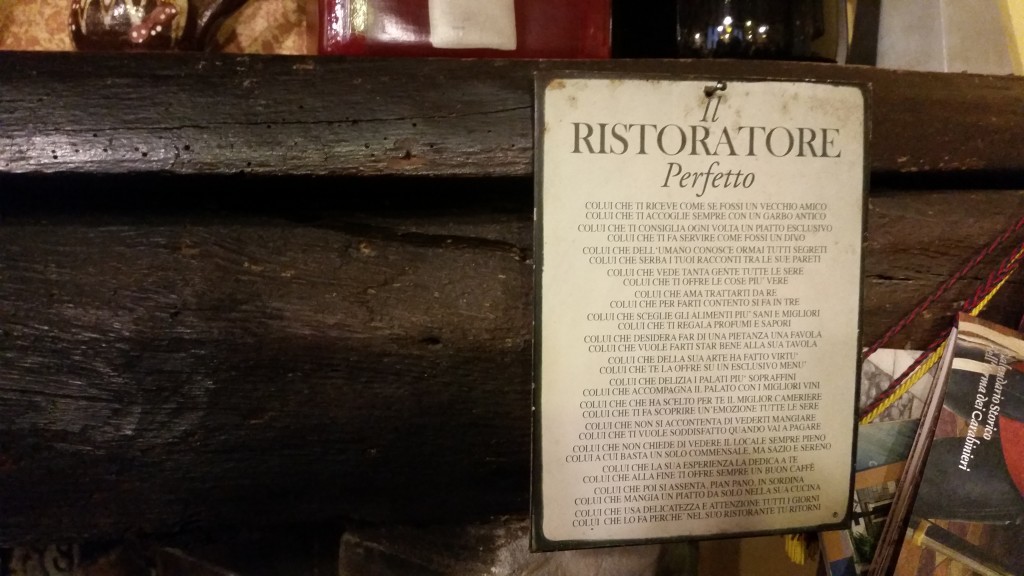 Il
RISTORATORE
Perfetto
COLUI CHE TI RICEVE COME SE FOSSI UN VECCHIO AMICO
COLUI CHE TI ACCOGLIE SEMPRE CON UN GARBO ANTICO
COLUI CHE TI CONSIGLIA OGNI VOLTA UN PIATTO ESCLUSIVO
COLUI CHE TI FA SERVIRE COME FOSSI UN DIVO
COLUI CHE DELL'UMANO CONOSCE ORMAI TUTTI SEGRETI
COLUI CHE SERBA I TUOI RACCONTI TRA LE SUE PARETI
COLUI CHE VEDE TANTA GENTE TUTTE LE SERE
COLUI CHE TI OFFRE LE COSE PIU' VERE
COLUI CHE AMA TRATTARTI DA RE
COLUI CHE PER FARTI CONTENTO SI FA IN TRE
COLUI CHE SCEGLIE GLI ALIMENTI PIU' SANI E MIGLIORI
COLUI CHE TI REGALA PROFUMI E SAPORI
COLUI CHE DESIDERA FAR DI UNA PIETANZA UNA FAVOLA
COLUI CHE VUOLE FARTI STAR BENE ALLA SUA TAVOLA
COLUI CHE DELLA SUA ARTE HA FATTO VIRTU'
COLUI CHE TE LA OFFRE SU UN ESCLUSIVO MENU'
COLUI CHE DELIZIA I PALATI PIU' SOPRAFFINI
COLUI CHE ACCOMPAGNA IL PALATO CON I MIGLIORI VINI
COLUI CHE CHE HA SCELTO PER TE IL MIGLIOR CAMERIERE
COLUI CHE TI FA SCOPRIRE UN'EMOZIONE TUTTE LE SERE
COLUI CHE NON SI ACCONTENTA DI VEDERTI MANGIARE
COLUI CHE TI VUOLE SODDISFATTO QUANDO VAI A PAGARE
COLUI CHE NON CHIEDE DI VEDERE IL LOCALE SEMPRE PIENO
COLUI A CUI BASTA UN SOLO COMMENSALE, MA SAZIO E SERENO
COLUI CHE LA SUA ESPERIENZA LA DEDICA A TE
COLUI CHE ALLA FINE TI OFFRE SEMPRE UN BUON CAFFÈ
COLUI CHE POI SI ASSENTA, PIAN PANO, IN SORDINA
COLUI CHE MANGIA UN PIATTO DA SOLO NELLA SUA CUCINA
COLUI CHE USA DELICATEZZA E ATTENZIONE TUTTI I GIORNI
COLUI CHE LO FA PERCHE' NEL SUO RISTORANTE TU RITORNI
Calendario Storico
dell'Arma dei Carabinieri